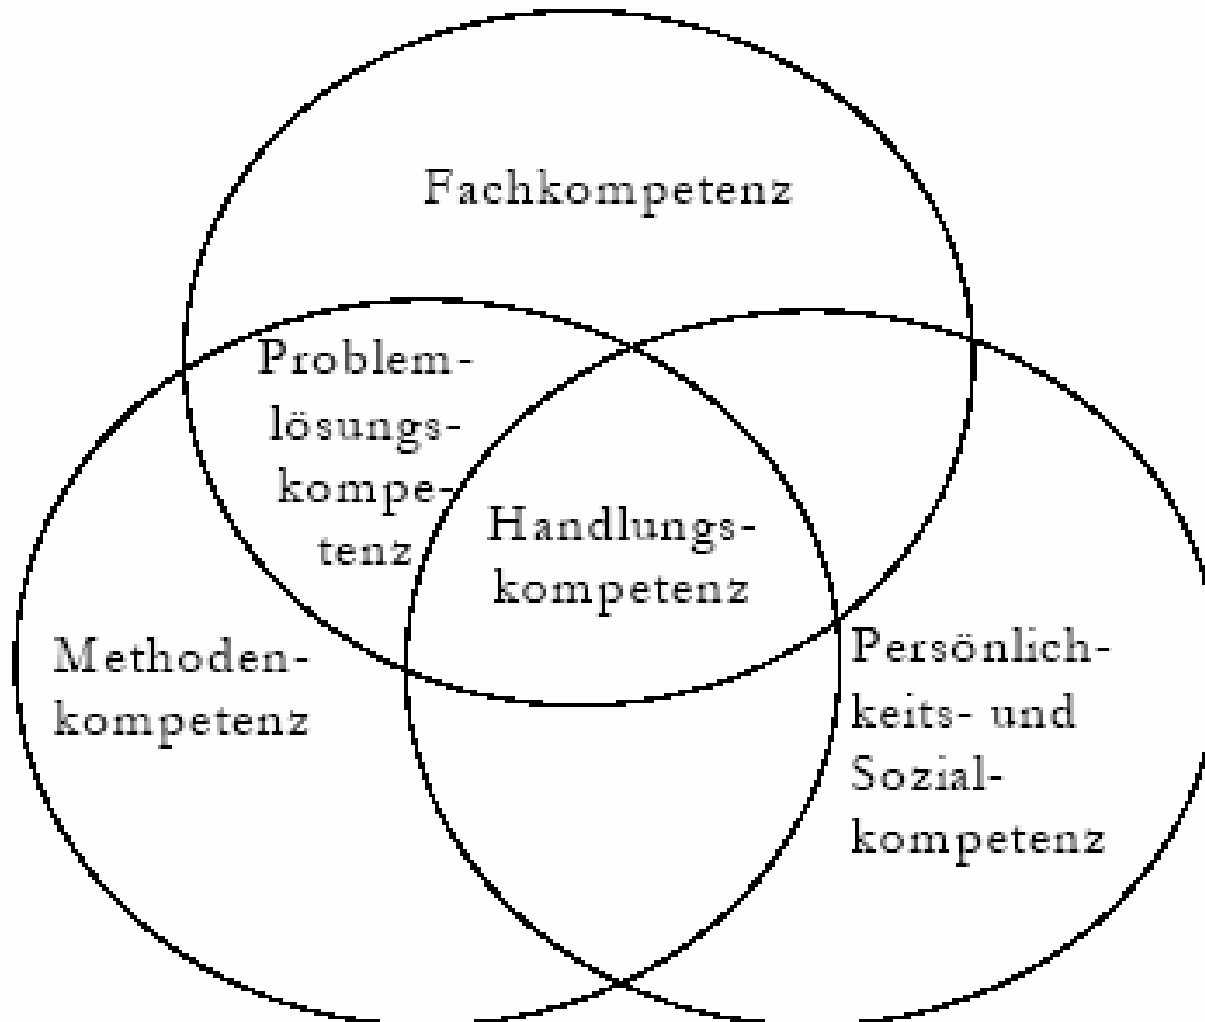 Fachkompetenz
Problem-
lösungs-
kompe-
tenz
Handlungs-
kompetenz
Methoden-
kompetenz
Persönlich-
keits- und
Sozial-
kompetenz